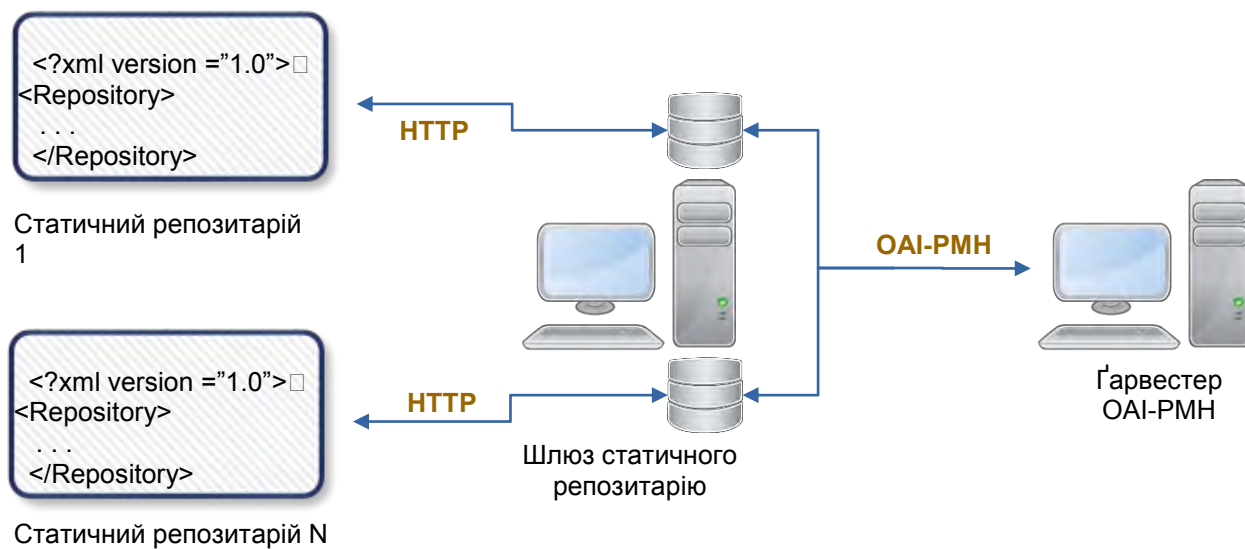 <?xml version =”1.0”>□
<Repository>
. . .
</Repository>
Статичний репозитарій
1
HTTP
OAI-PMH
<?xml version =”1.0”>□
<Repository>
. . .
</Repository>
Статичний репозитарій N
HTTP
Шлюз статичного
репозитарію
Ґарвестер
OAI-PMH